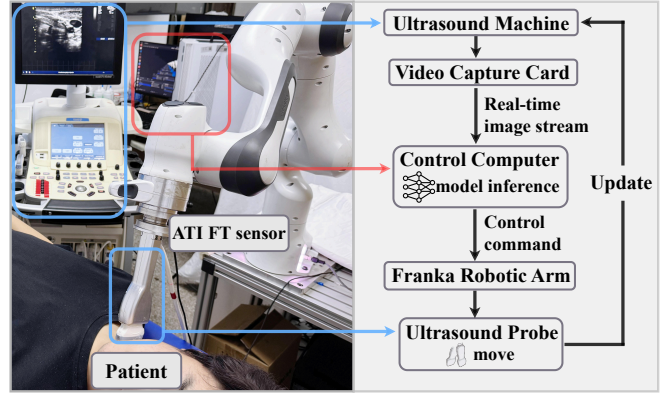 ATI FT sensor
Patient
Ultrasound Machine
Video Capture Card
Real-time
image stream
Control Computer
model inference
Control
command
Franka Robotic Arm
Ultrasound Probe
move
Update